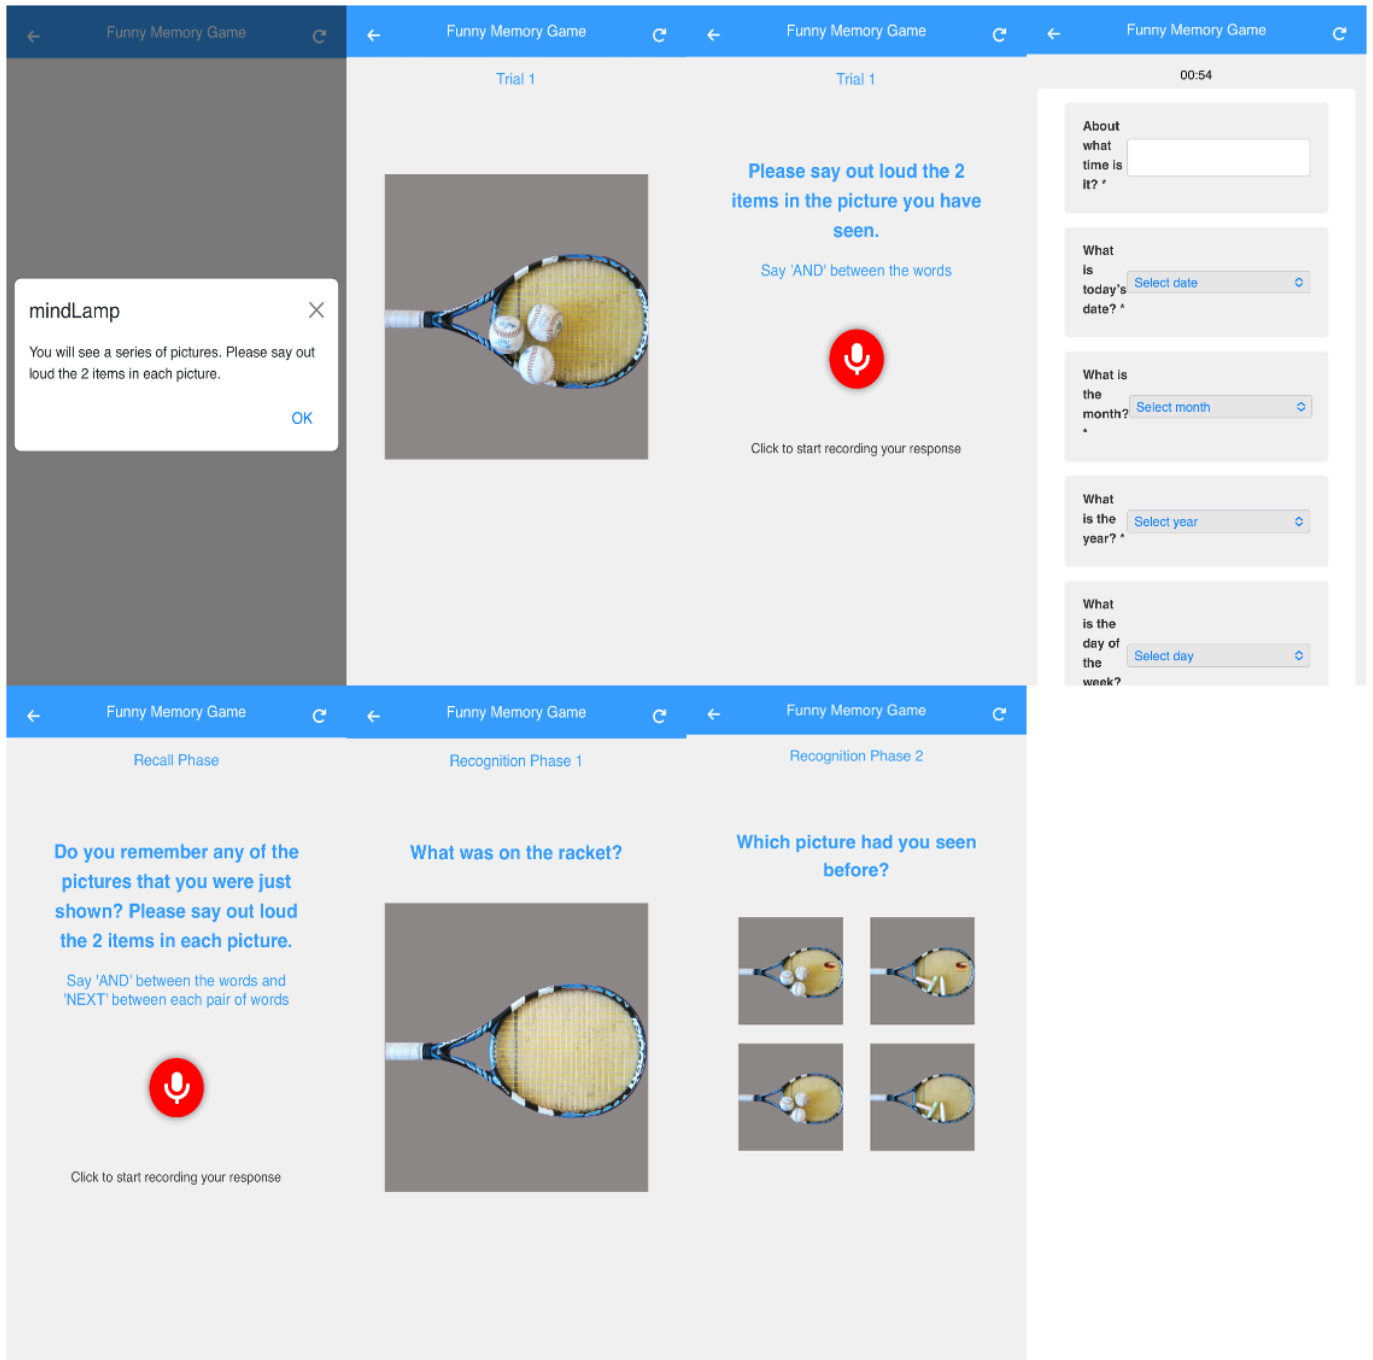 Funny Memory Game
mindLamp
You will see a series of pictures. Please say out
loud the 2 items in each picture.
OK
Funny Memory Game
Trial 1
Funny Memory Game
Trial 1
Please say out loud the 2
items in the picture you have
seen.
Say 'AND' between the words
Click to start recording your response
Funny Memory Game
00:54
About
what
time is
it? *
What
is
today's
date? *
Select date
What is
the
month?
*
Select month
What
is the
year? *
Select year
What
is the
day of
the
week?
Select day
Funny Memory Game
Recall Phase
Do you remember any of the
pictures that you were just
shown? Please say out loud
the 2 items in each picture.
Say 'AND' between the words and
'NEXT' between each pair of words
Click to start recording your response
Funny Memory Game
Recognition Phase 1
What was on the racket?
Funny Memory Game
Recognition Phase 2
Which picture had you seen
before?